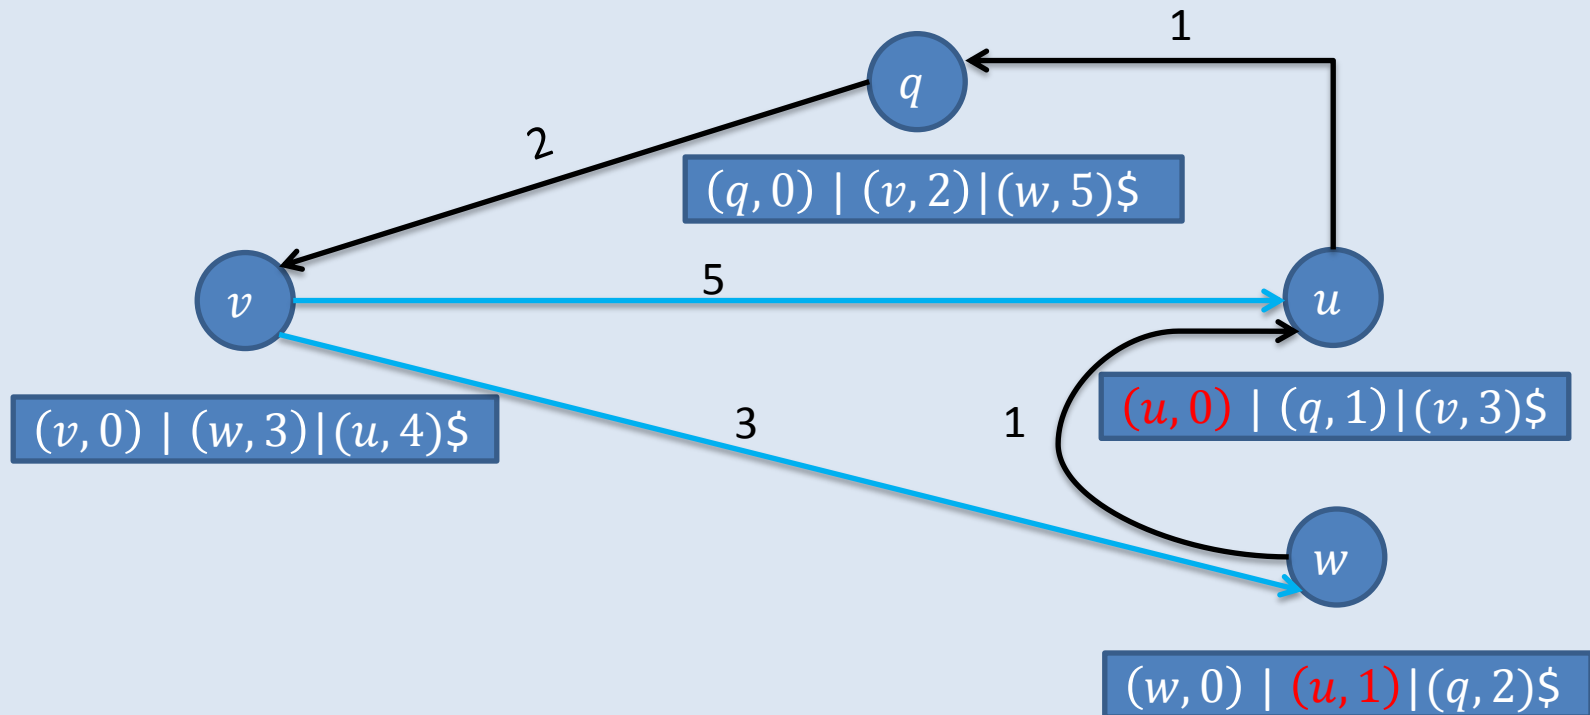 1
q
2
(q, 0) | (v, 2)|(w, 5)$
5
v
u
(u, 0) | (q, 1)|(v, 3)$
(v, 0) | (w, 3)|(u, 4)$
3
1
w
(w, 0) | (u, 1)|(q, 2)$